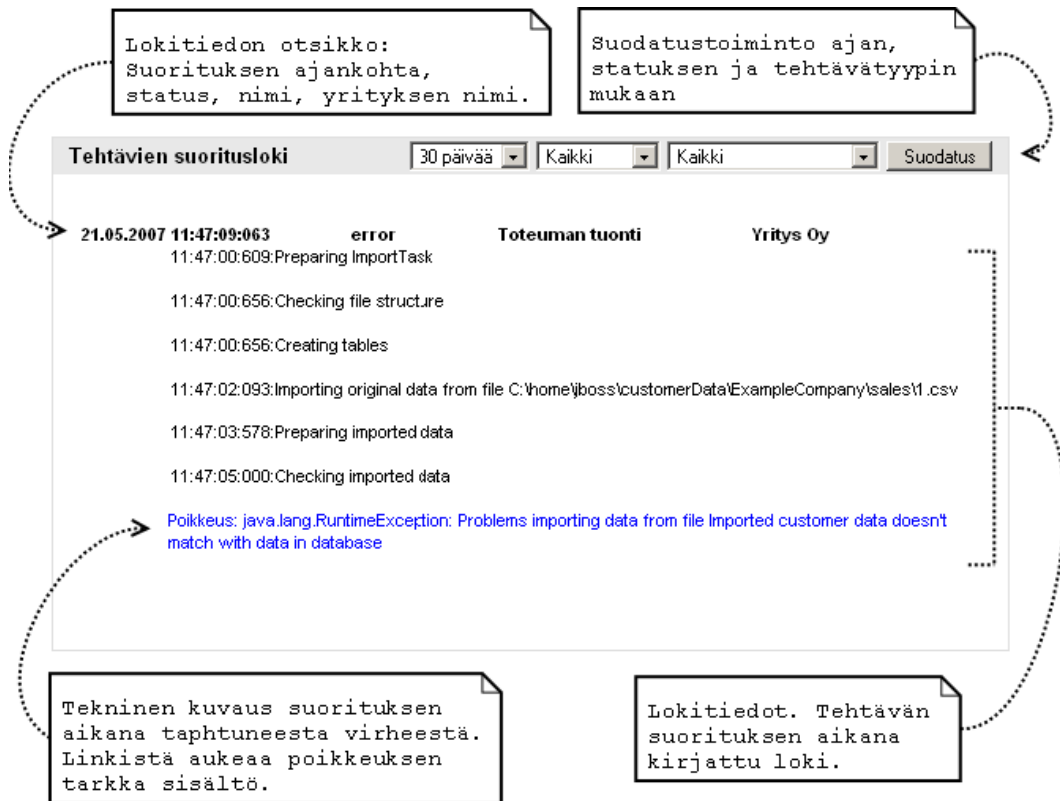 Lokitiedon otsikko:
Suorituksen ajankohta,
status, nimi, yrityksen nimi.
Suodatustoiminto ajan,
statuksen ja tehtävätyypin
mukaan
Tehtävien suoritusloki 30 päivää Kaikki Kaikki Suodatus
21.05.2007 11:47:09:063 error Toteuman tuonti Yritys Oy
11:47:00:609:Preparing ImportTask
11:47:00:656:Checking file structure
11:47:00:656:Creating tables
11:47:02:093:Importing original data from file C:\home\jboss\customerData\ExampleCompany\sales\1.csv
11:47:03:578:Preparing imported data
11:47:05:000:Checking imported data
Poikkeus: java.lang.RuntimeException: Problems importing data from file Imported customer data doesn't
match with data in database
Tekninen kuvaus suorituksen
aikana taphtuneesta virheestä.
Linkistä aukeaa poikkeuksen
tarkka sisältö.
Lokitiedot. Tehtävän
suorituksen aikana
kirjattu loki.